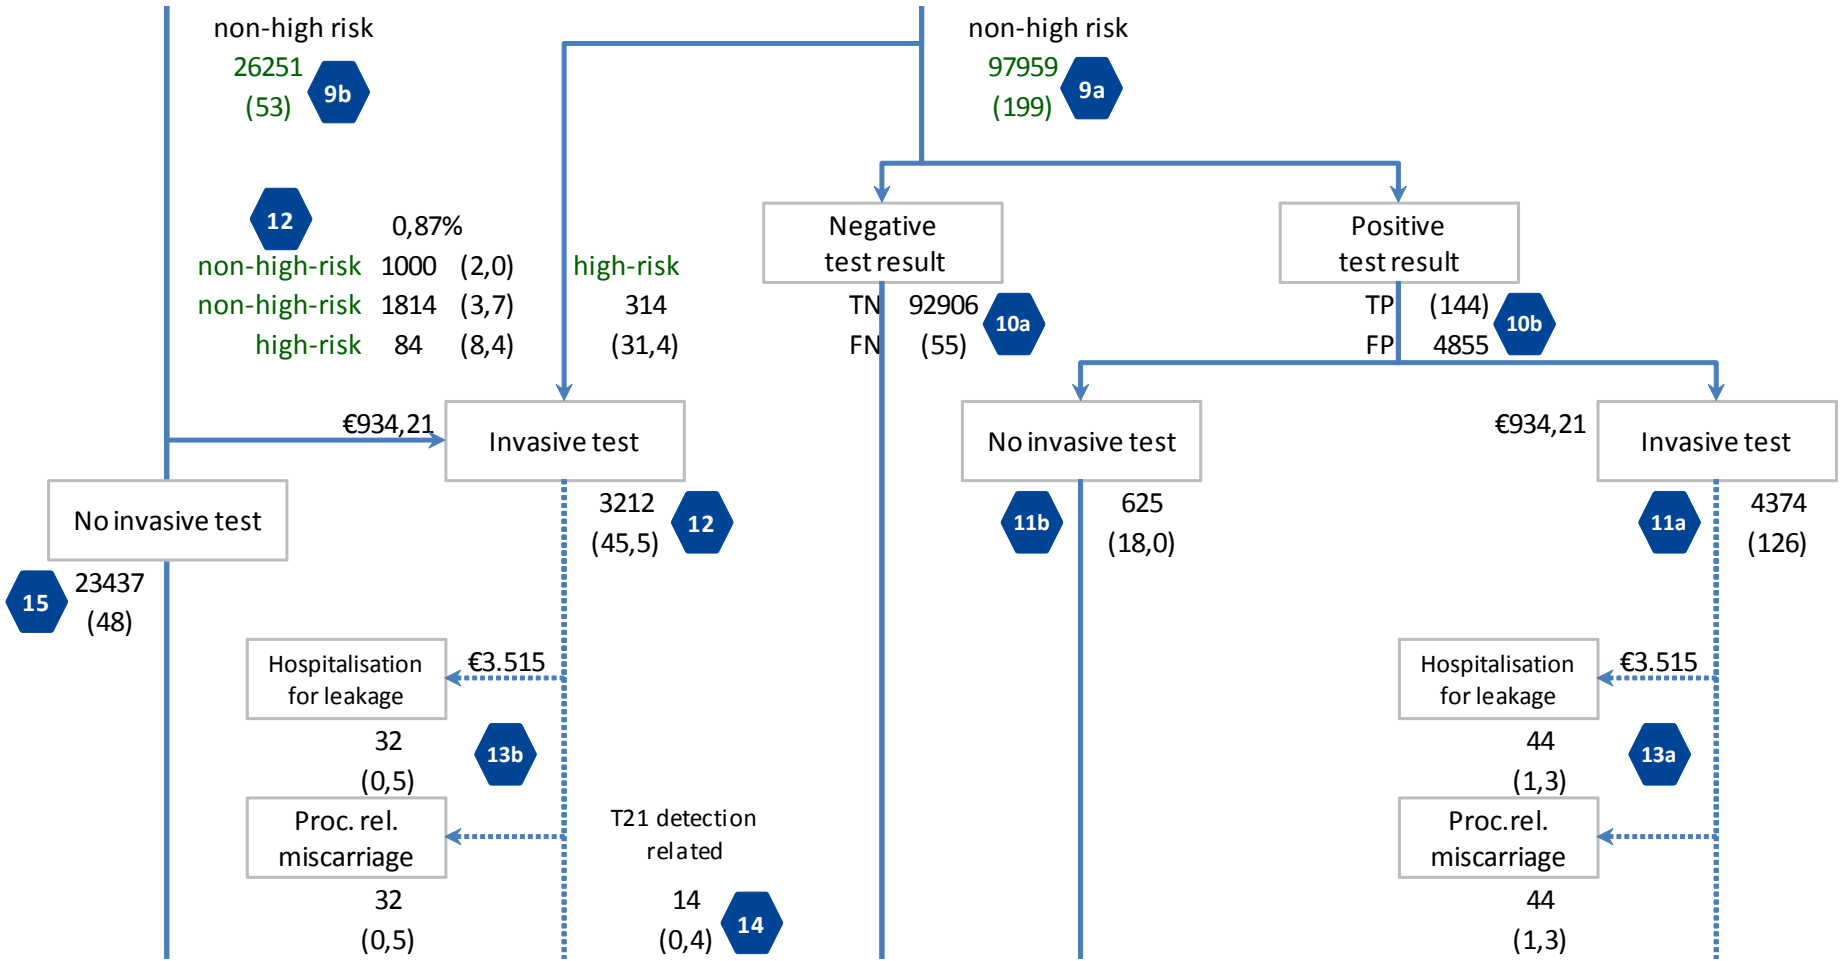 non-high risk
26251
(53)
9b
non-high risk
97959
(199)
9a
12
0,87%
non-high-risk 1000 (2,0)
non-high-risk 1814 (3,7)
high-risk 84 (8,4)
high-risk
314
(31,4)
Negative
test result
TN 92906
FN (55)
10a
Positive
test result
TP (144)
FP 4855
10b
€934,21
Invasive test
3212
(45,5)
12
No invasive test
625
(18,0)
11b
€934,21
Invasive test
4374
(126)
11a
No invasive test
23437
(48)
15
Hospitalisation
for leakage
€3.515
32
(0,5)
13b
Proc. rel.
miscarriage
32
(0,5)
T21 detection
related
14
(0,4)
14
Hospitalisation
for leakage
€3.515
44
(1,3)
13a
Proc.rel.
miscarriage
44
(1,3)